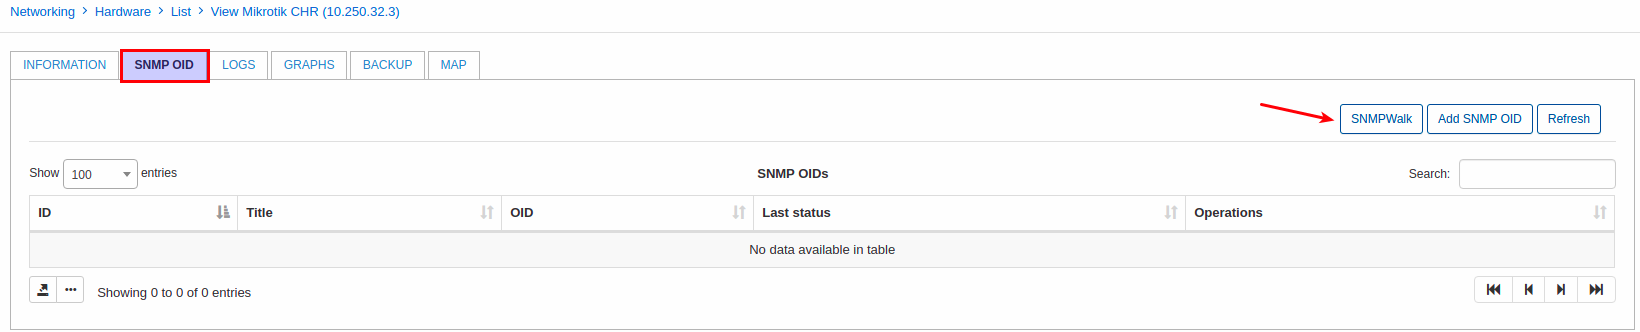 Networking > Hardware > List > View Mikrotik CHR (10.250.32.3)
INFORMATION SNMP OID LOGS GRAPHS BACKUP MAP
SNMPWalk Add SNMP OID Refresh
Show 100 entries SNMP OIDs Search:
ID Title OID Last status Operations
No data available in table
Showing 0 to 0 of 0 entries